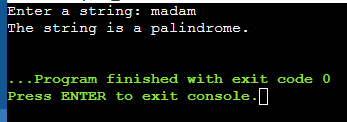 Enter a string: madam
The string is a palindrome.
...Program finished with exit code 0
Press ENTER to exit console.